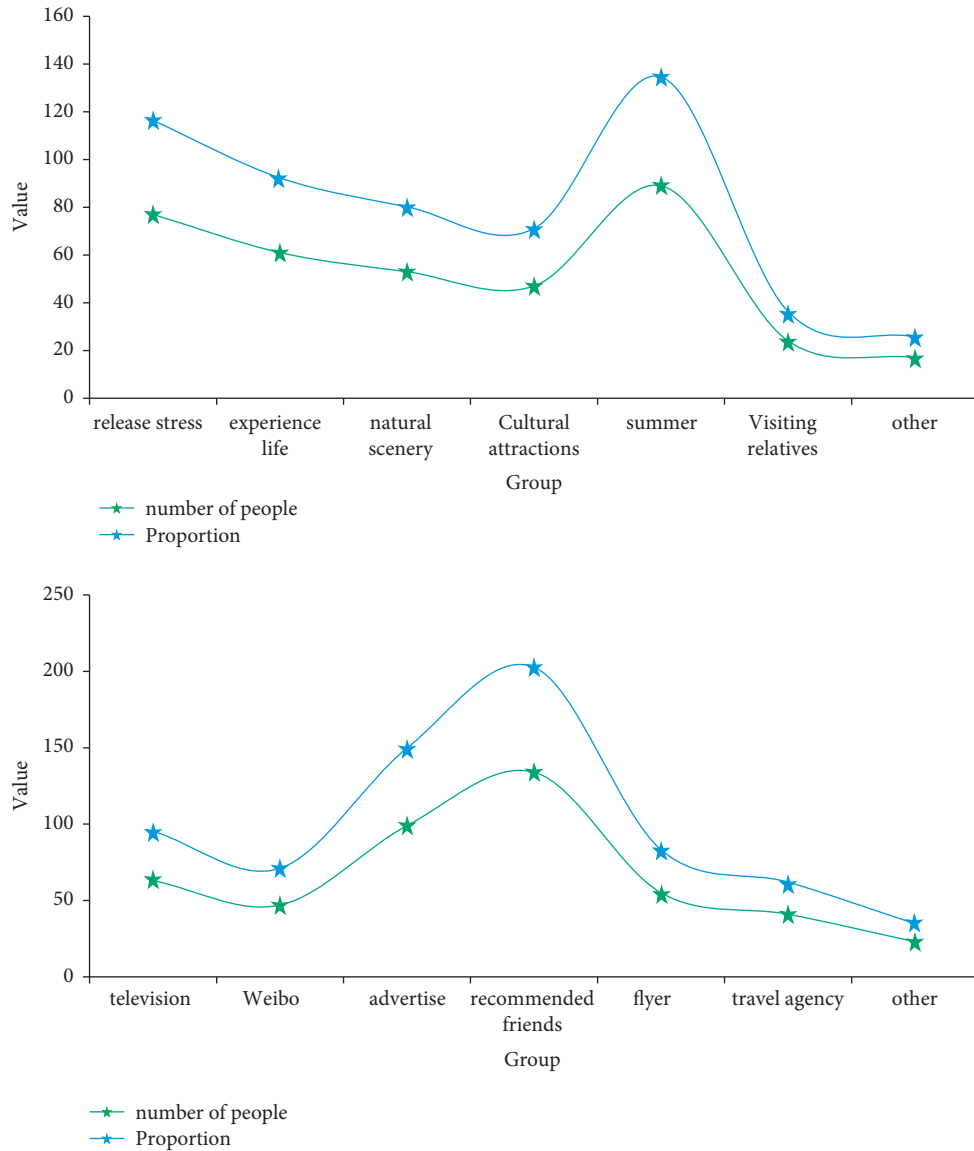 160
140
120
100
80
60
40
20
0
Value
release stress experience life natural scenery Cultural attractions summer Visiting relatives other
Group
number of people
Proportion
250
200
150
100
50
0
Value
television Weibo advertise recommended friends flyer travel agency other
Group
number of people
Proportion